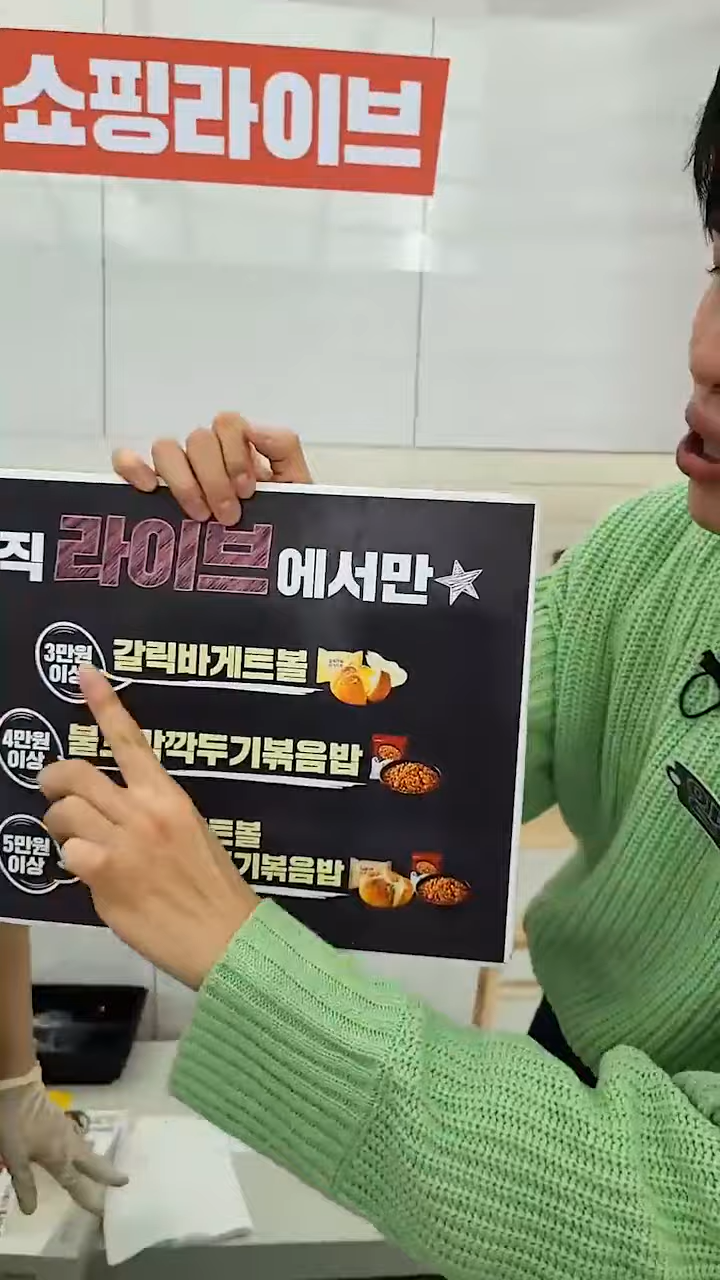 쇼핑라이브
직 라이브에서만
3만원 이상
갈릭바게트볼
4만원 이상
깍두기볶음밥
5만원 이상
트볼
기볶음밥